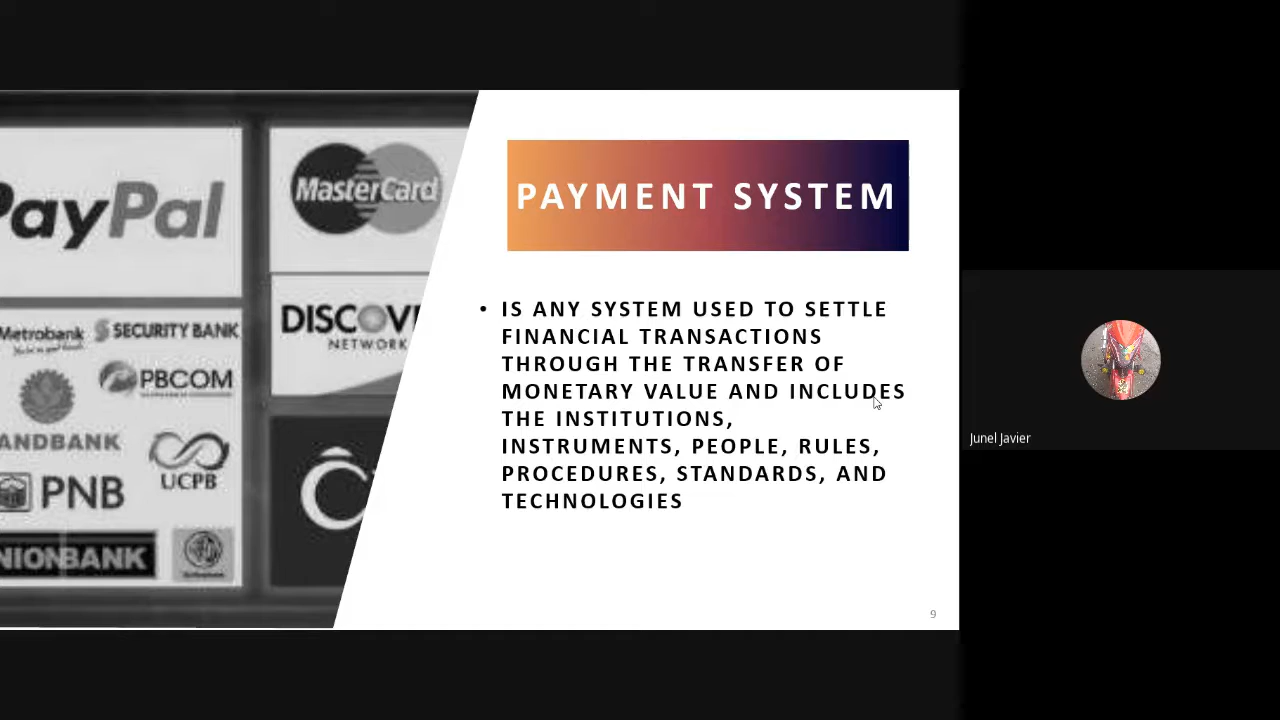 PayPal
MasterCard
DISCOV
NETWORK
Metrobank
SECURITY BANK
PBCOM
ANDBANK
UCPB
PNB
NIONBANK
PAYMENT SYSTEM
• IS ANY SYSTEM USED TO SETTLE
FINANCIAL TRANSACTIONS
THROUGH THE TRANSFER OF
MONETARY VALUE AND INCLUDES
THE INSTITUTIONS,
INSTRUMENTS, PEOPLE, RULES,
PROCEDURES, STANDARDS, AND
TECHNOLOGIES
9
Junel Javier